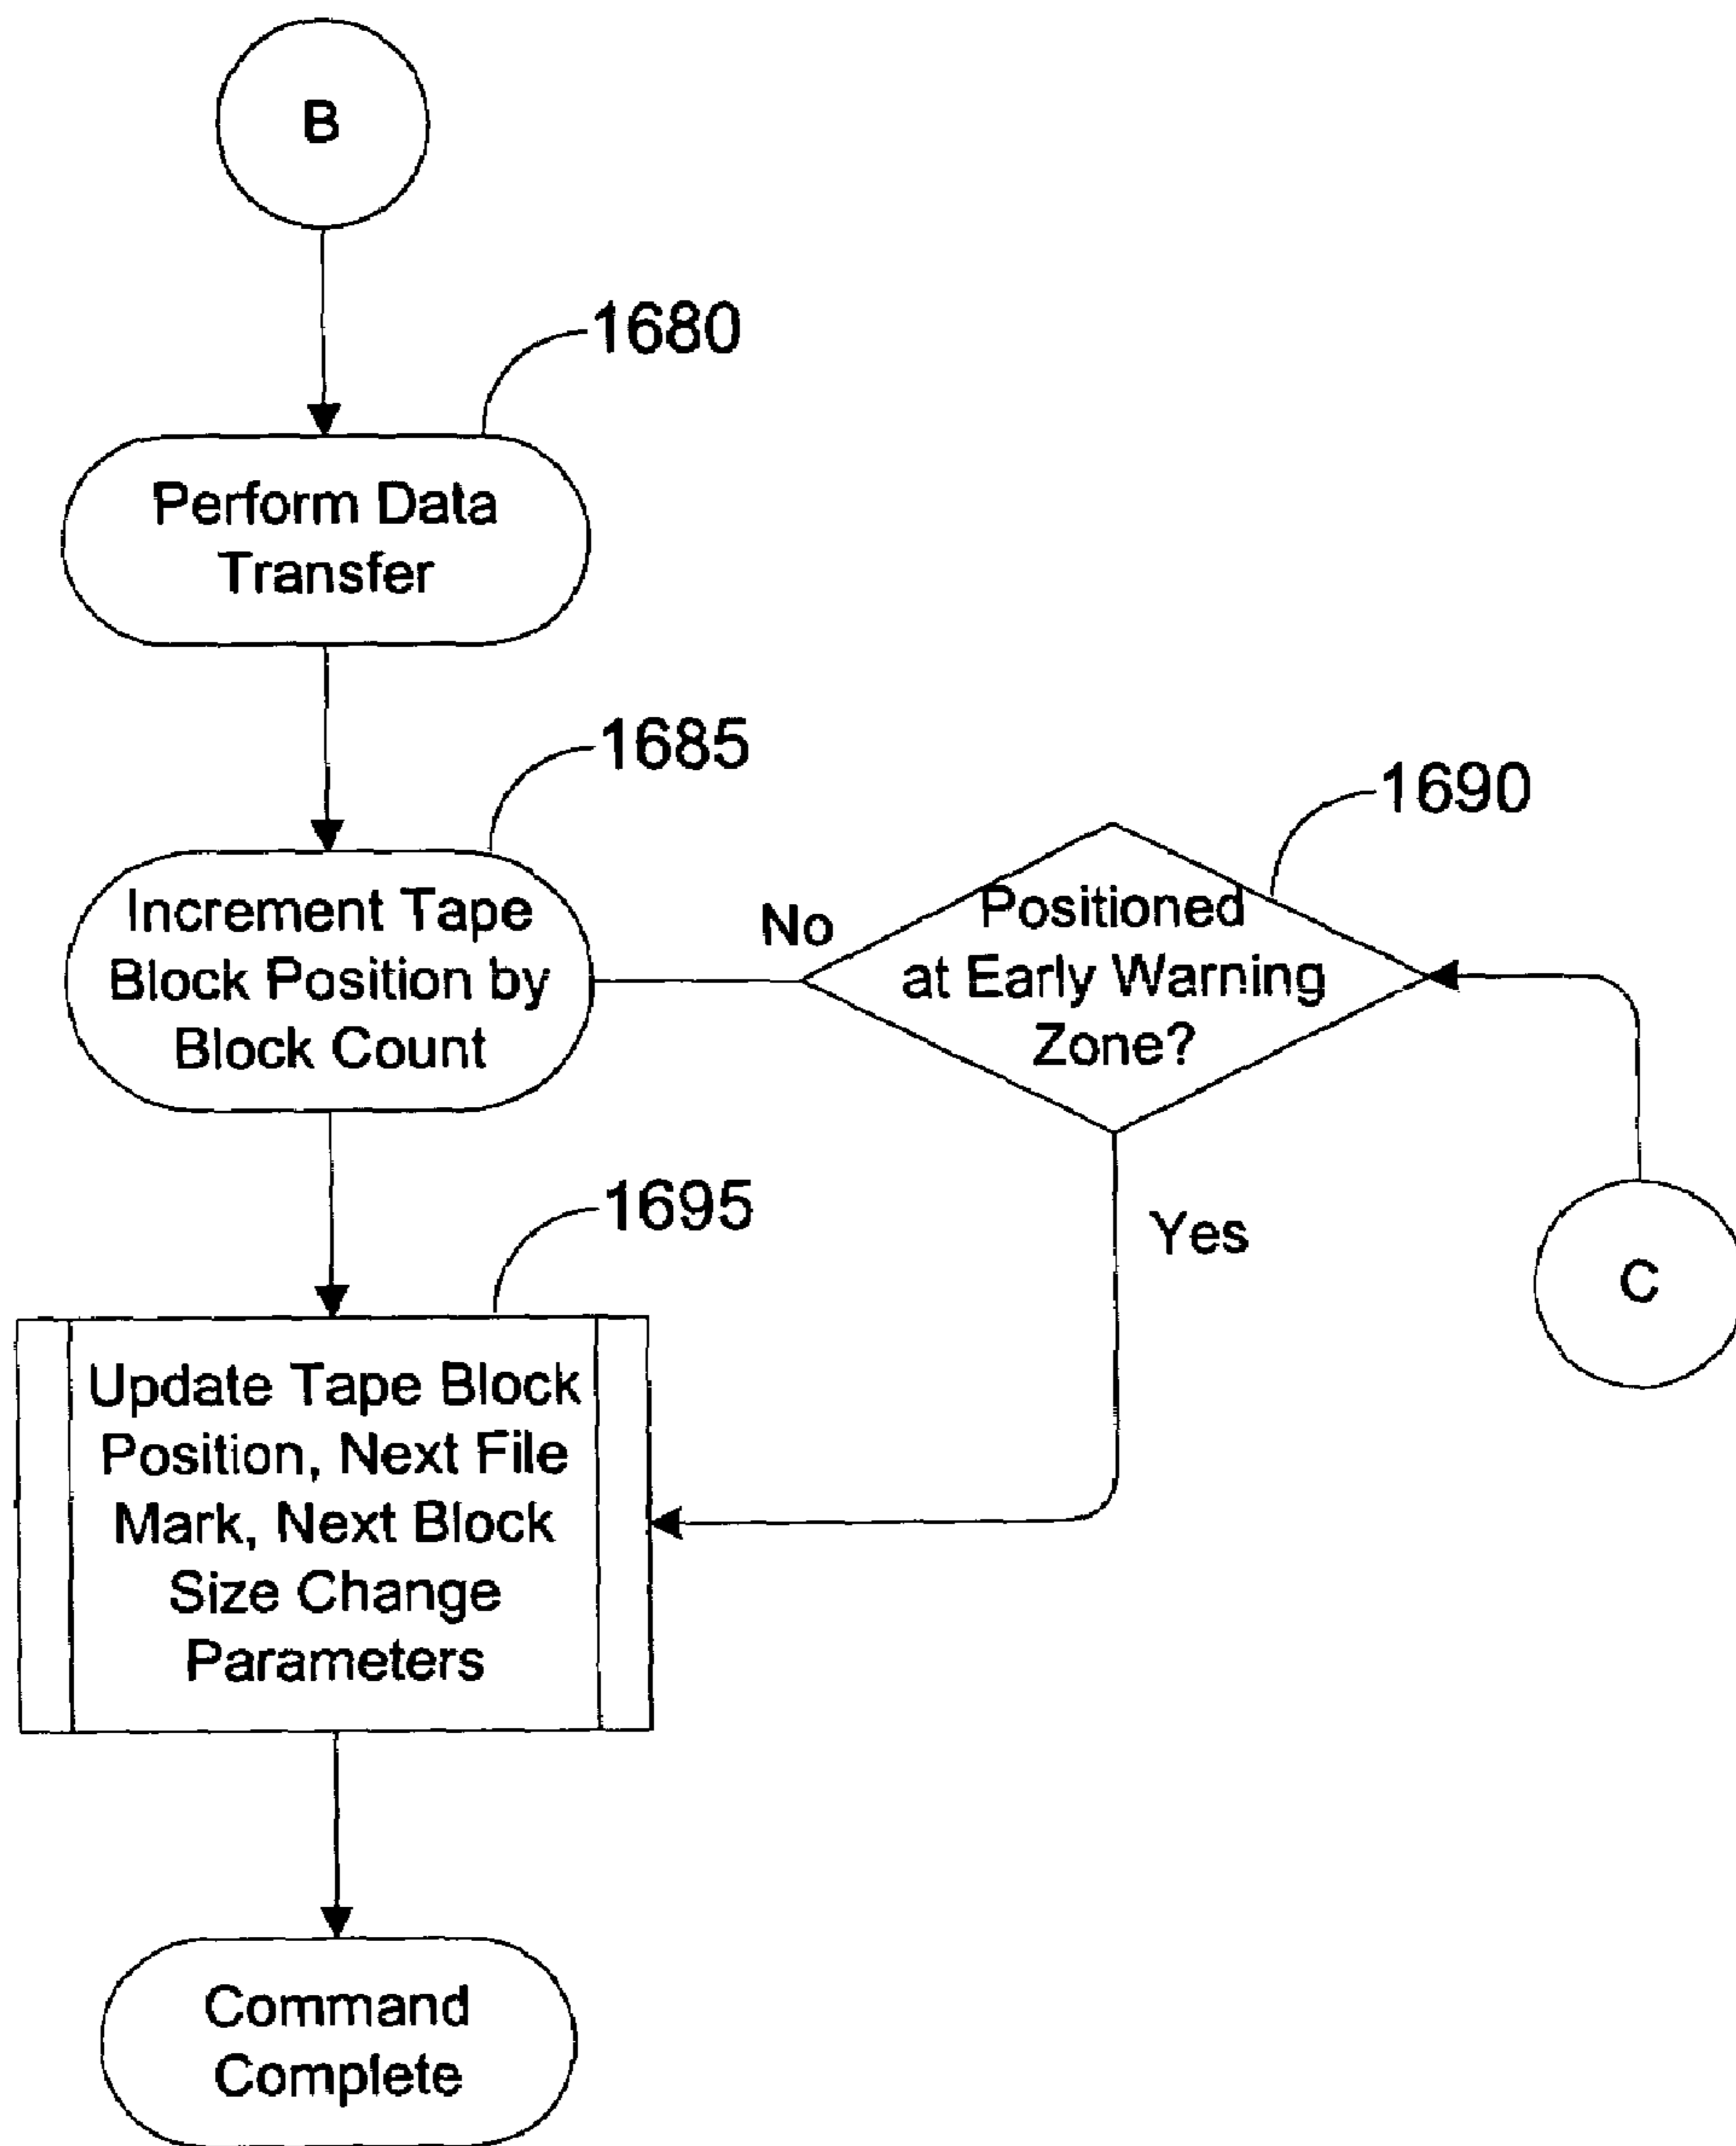 B
1680
Perform Data
Transfer
1685
Increment Tape
Block Position by
Block Count
No
1690
Positioned
at Early Warning
Zone?
Yes
C
1695
Update Tape Block
Position, Next File
Mark, Next Block
Size Change
Parameters
Command
Complete